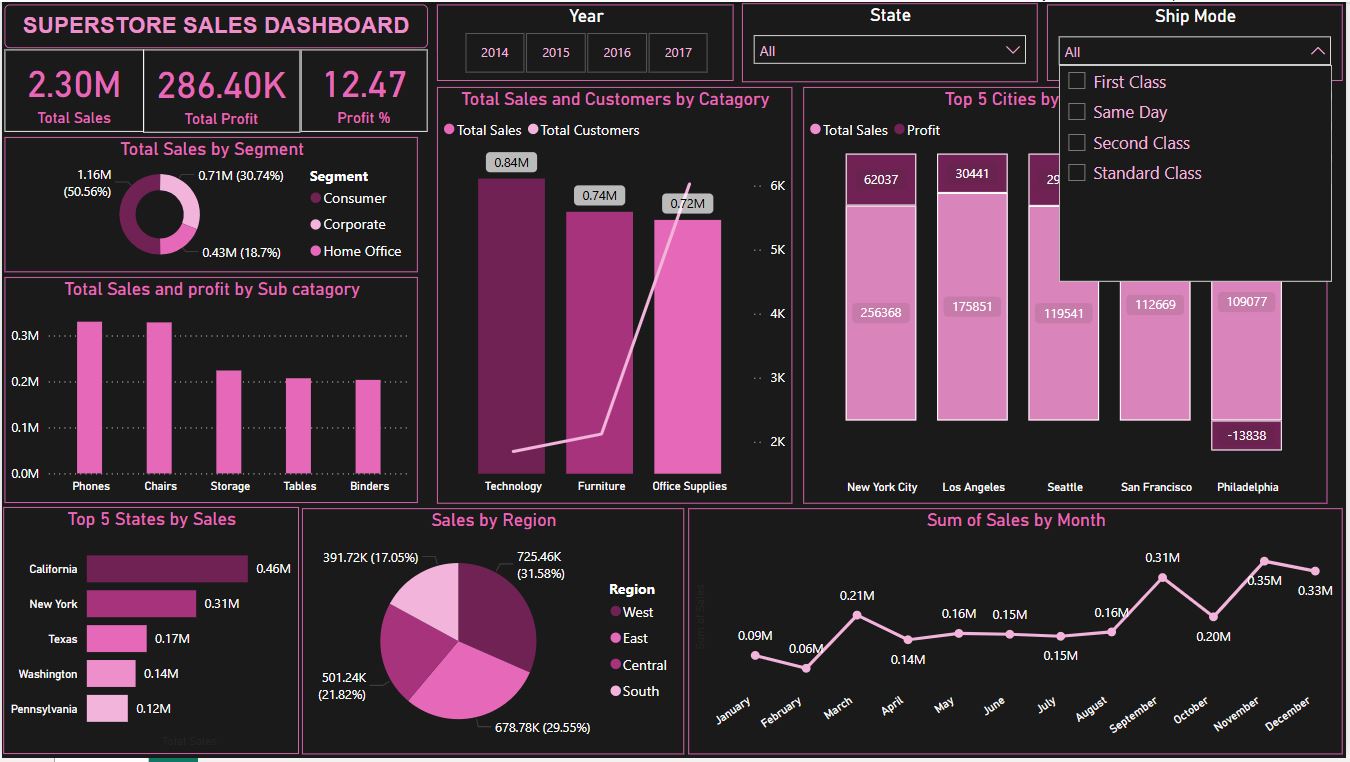 SUPERSTORE SALES DASHBOARD
2.30M
Total Sales
286.40K
Total Profit
12.47
Profit %
Year
2014
2015
2016
2017
State
All
Ship Mode
All
First Class
Same Day
Second Class
Standard Class
Total Sales by Segment
1.16M
(50.56%)
0.71M (30.74%)
0.43M (18.7%)
Segment
Consumer
Corporate
Home Office
Total Sales and Customers by Catagory
Total Sales
Total Customers
0.84M
0.74M
0.72M
6K
5K
4K
3K
2K
Technology
Furniture
Office Supplies
Top 5 Cities by
Total Sales
Profit
62037
30441
29
256368
175851
119541
112669
109077
-13838
New York City
Los Angeles
Seattle
San Francisco
Philadelphia
Total Sales and profit by Sub catagory
0.3M
0.2M
0.1M
0.0M
Phones
Chairs
Storage
Tables
Binders
Top 5 States by Sales
California
0.46M
New York
0.31M
Texas
0.17M
Washington
0.14M
Pennsylvania
0.12M
Total Sales
Sales by Region
391.72K (17.05%)
725.46K
(31.58%)
501.24K
(21.82%)
678.78K (29.55%)
Region
West
East
Central
South
Sum of Sales by Month
Sum of Sales
0.09M
0.06M
0.21M
0.14M
0.16M
0.15M
0.15M
0.16M
0.31M
0.20M
0.35M
0.33M
January
February
March
April
May
June
July
August
September
October
November
December